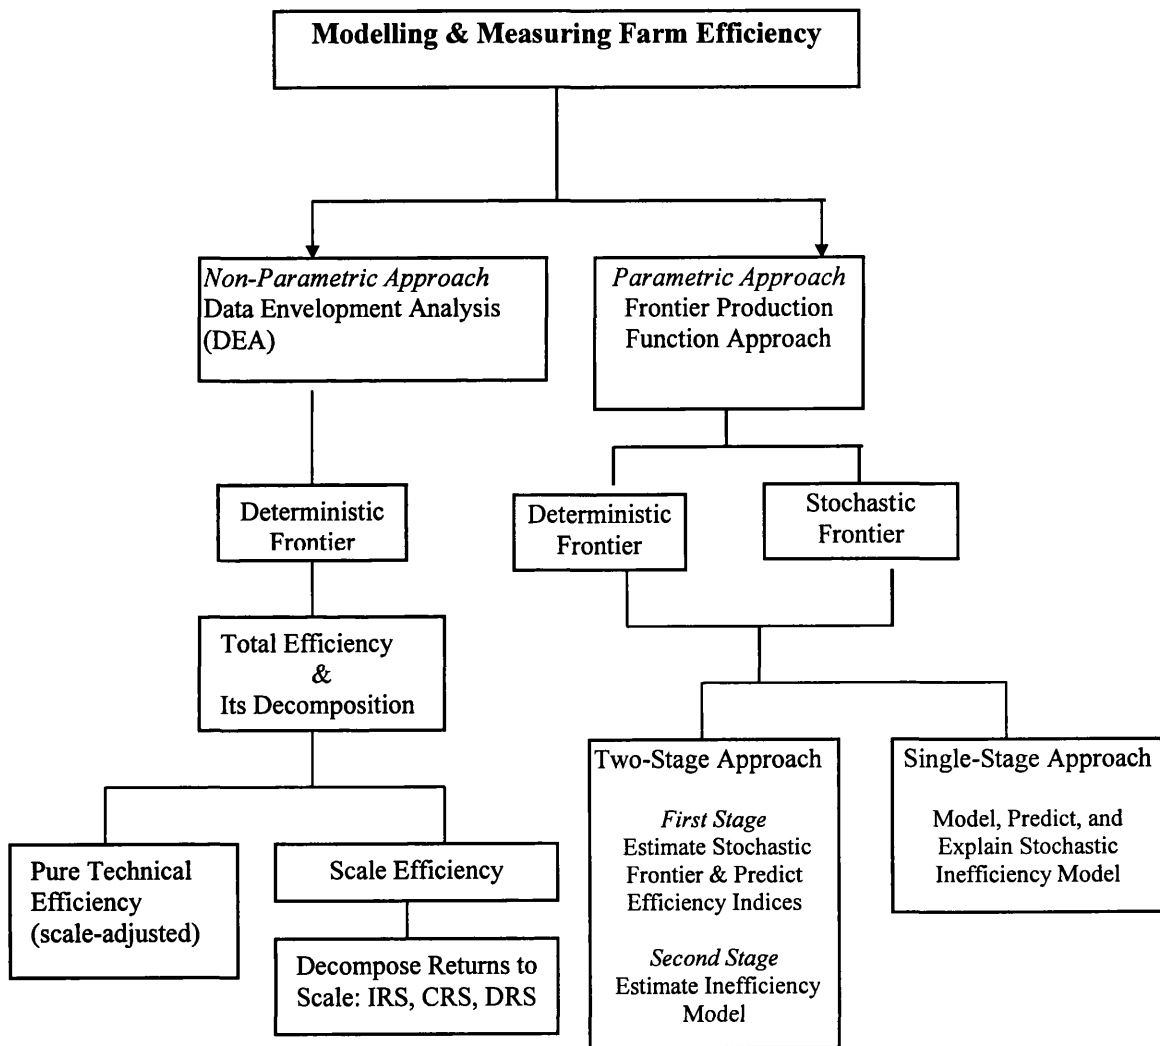 Modelling & Measuring Farm Efficiency
Non-Parametric Approach
Data Envelopment Analysis
(DEA)
Parametric Approach
Frontier Production
Function Approach
Deterministic
Frontier
Deterministic
Frontier
Stochastic
Frontier
Total Efficiency
&
Its Decomposition
Two-Stage Approach
First Stage
Estimate Stochastic
Frontier & Predict
Efficiency Indices
Second Stage
Estimate Inefficiency
Model
Single-Stage Approach
Model, Predict, and
Explain Stochastic
Inefficiency Model
Pure Technical
Efficiency
(scale-adjusted)
Scale Efficiency
Decompose Returns to
Scale: IRS, CRS, DRS